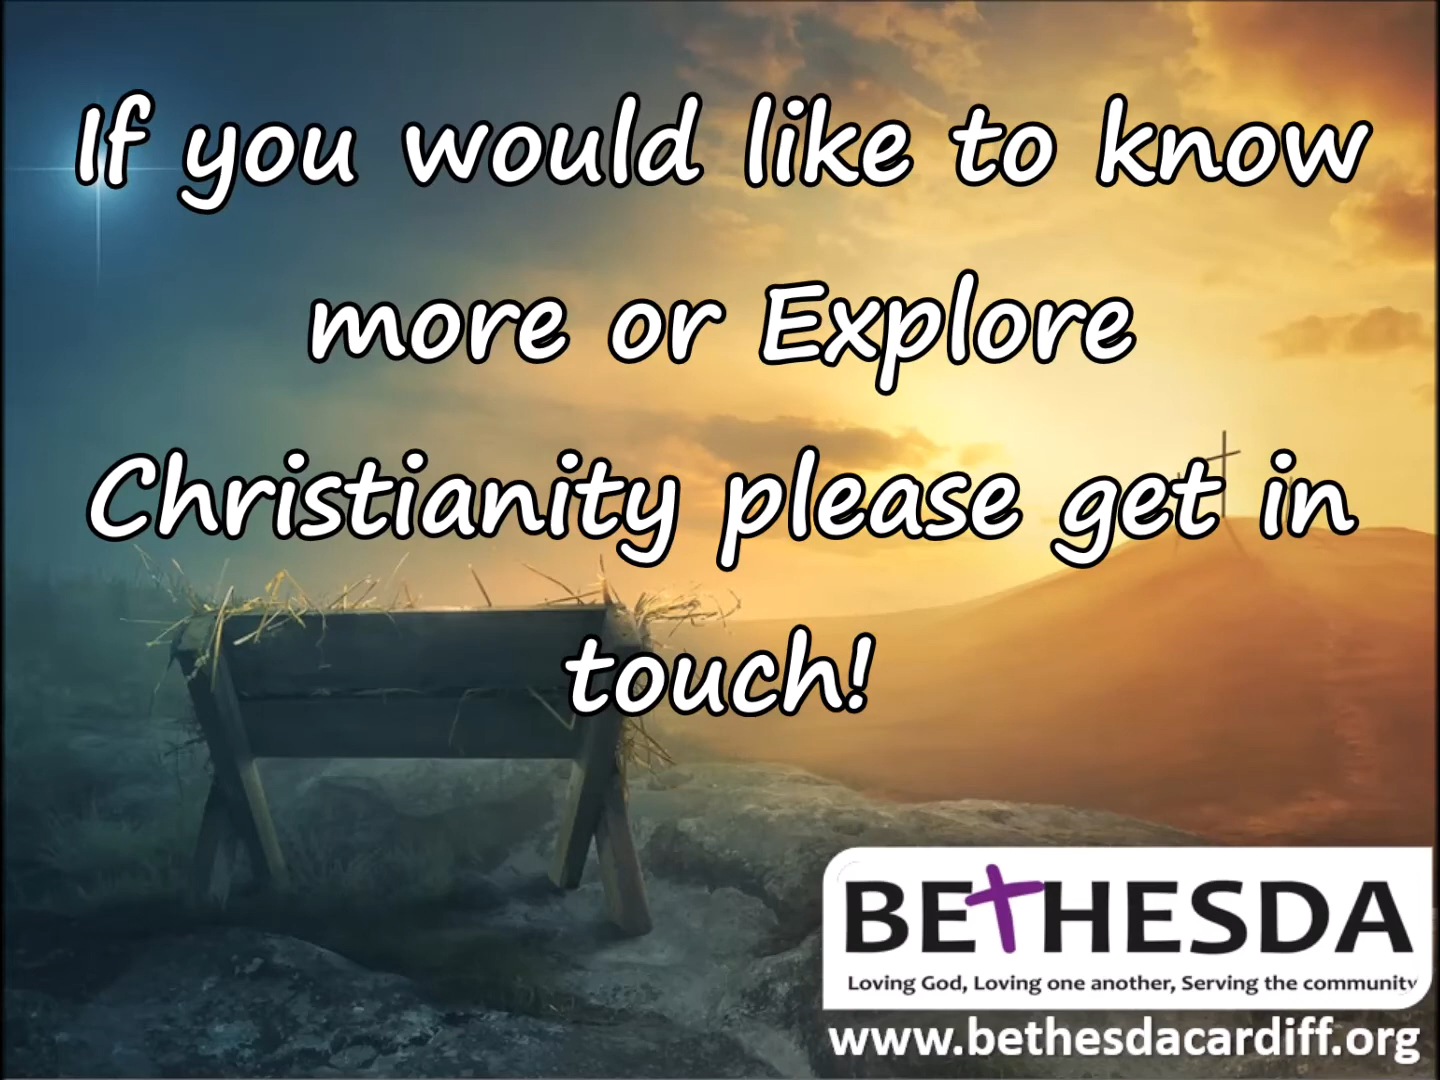 If you would like to know
more or Explore
Christianity please get in
touch!
BETHESDA
Loving God, Loving one another, Serving the community
www.bethesdacardiff.org